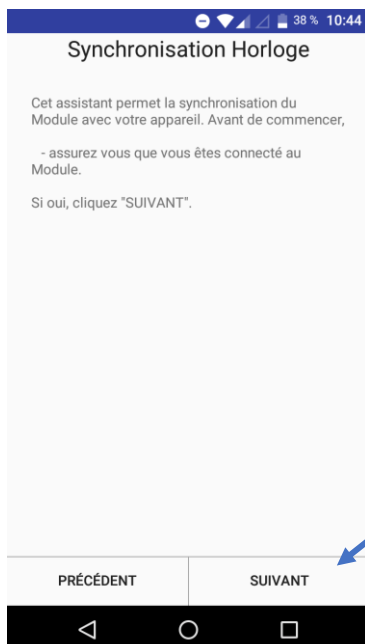 38 % 10:44
Synchronisation Horloge
Cet assistant permet la synchronisation du
Module avec votre appareil. Avant de commencer,
- assurez vous que vous êtes connecté au
Module.
Si oui, cliquez "SUIVANT".
PRÉCÉDENT SUIVANT